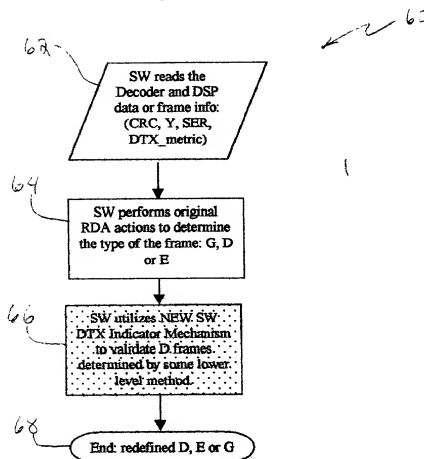 62
SW reads the
Decoder and DSP
data or frame info:
(CRC, Y, SER,
DTX_metric)
64
SW performs original
RDA actions to determine
the type of the frame: G, D
or E
66
SW utilizes NEW SW
DTX Indicator Mechanism
to validate D frames
determined by some lower
level method.
68
End: redefined D, E or G